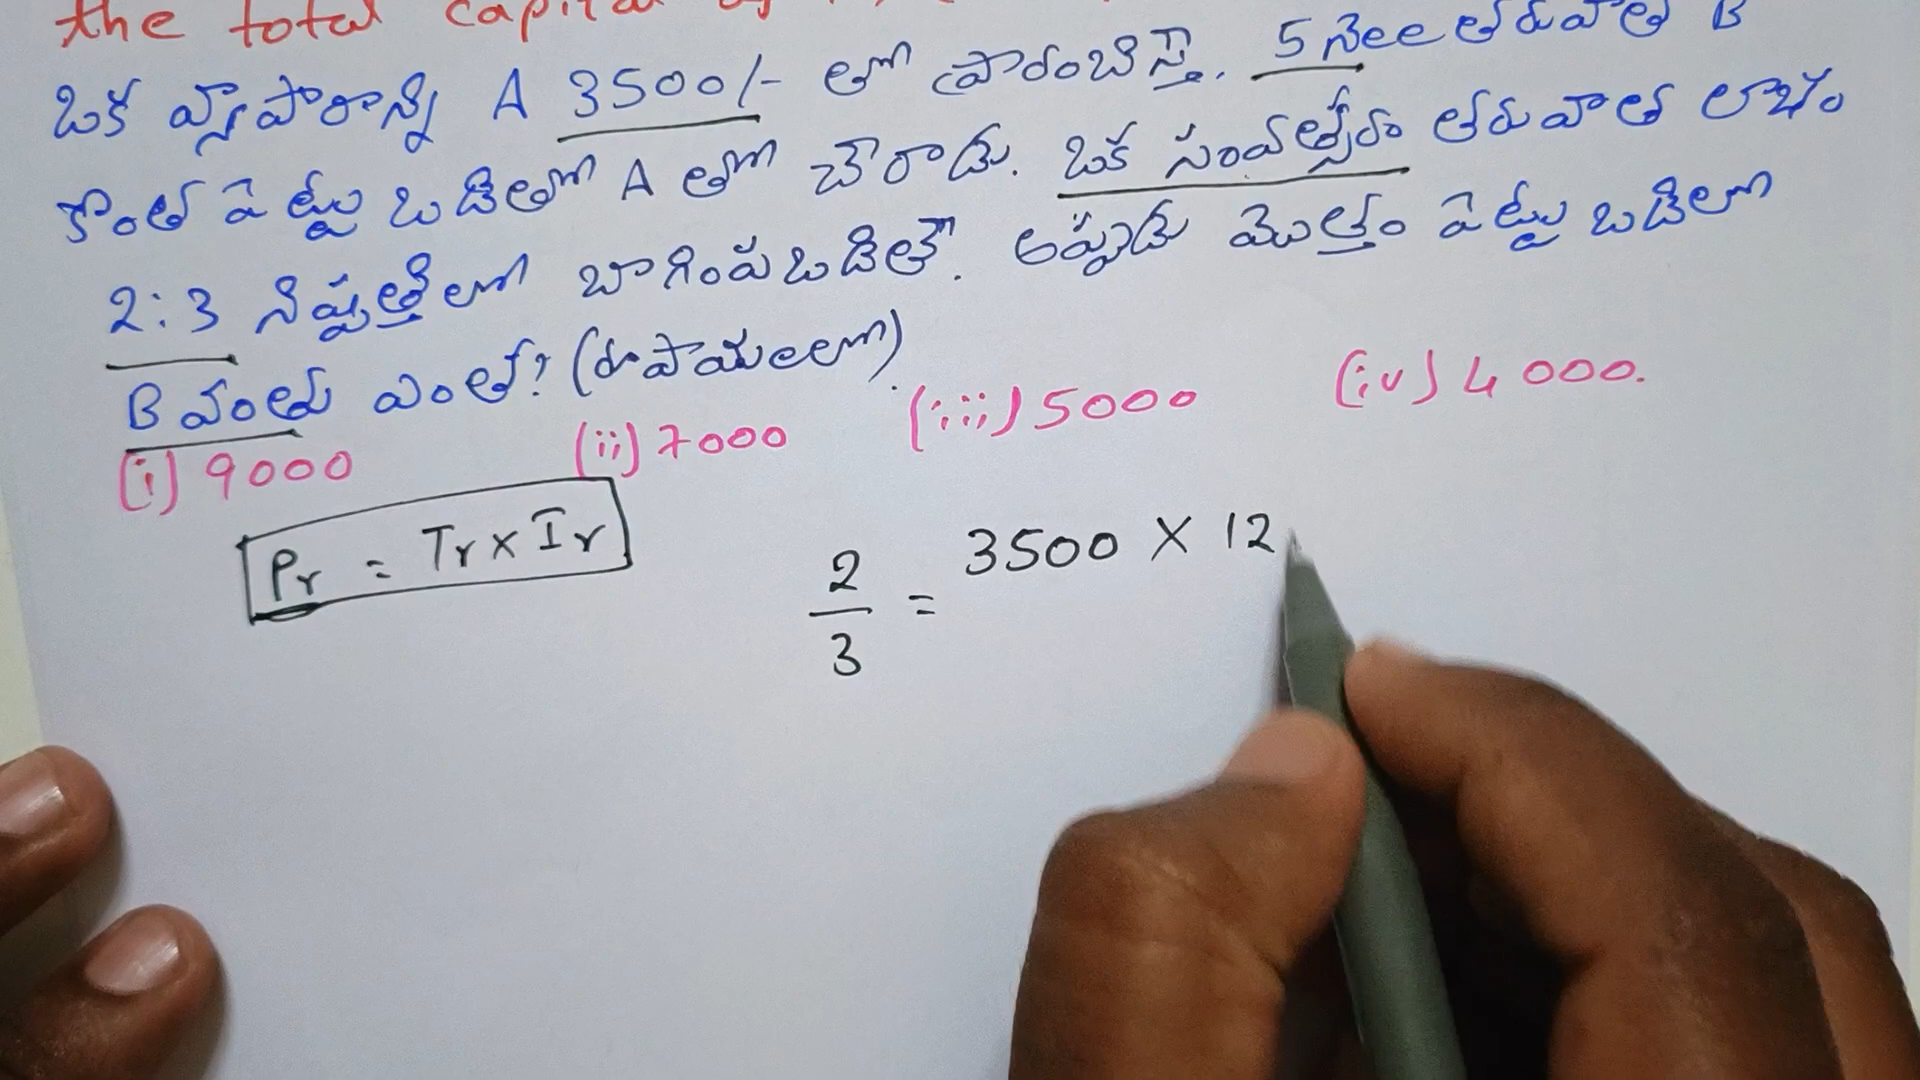 the total capital
ఒక వ్యాపారాన్ని A 3500/- తో ప్రారంబిస్తే. 5 నెలల తరువాత B
కొంత పెట్టుబడితో A తో చేరాడు. ఒక సంవత్సరం తరువాత లాభం
2:3 నిష్పత్తిలో బాగింపబడితే. అప్పుడు మొత్తం పెట్టుబడిలో
B వంతు ఎంత? (రూపాయలలో)
(i) 9000 (ii) 7000 (iii) 5000 (iv) 4000.
Pr = Tr × Ir
2/3 = 3500 × 12